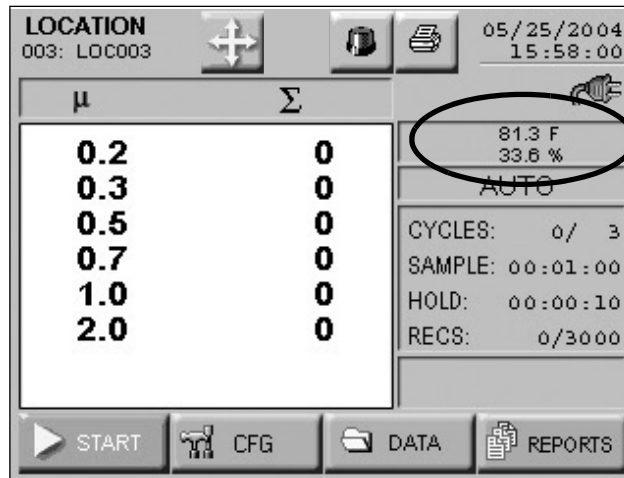 LOCATION
003: LOC003
05/25/2004
15:58:00
μ Σ
0.2 0
0.3 0
0.5 0
0.7 0
1.0 0
2.0 0
81.3 F
33.6 %
AUTO
CYCLES: 0/ 3
SAMPLE: 00:01:00
HOLD: 00:00:10
RECS: 0/3000
START CFG DATA REPORTS